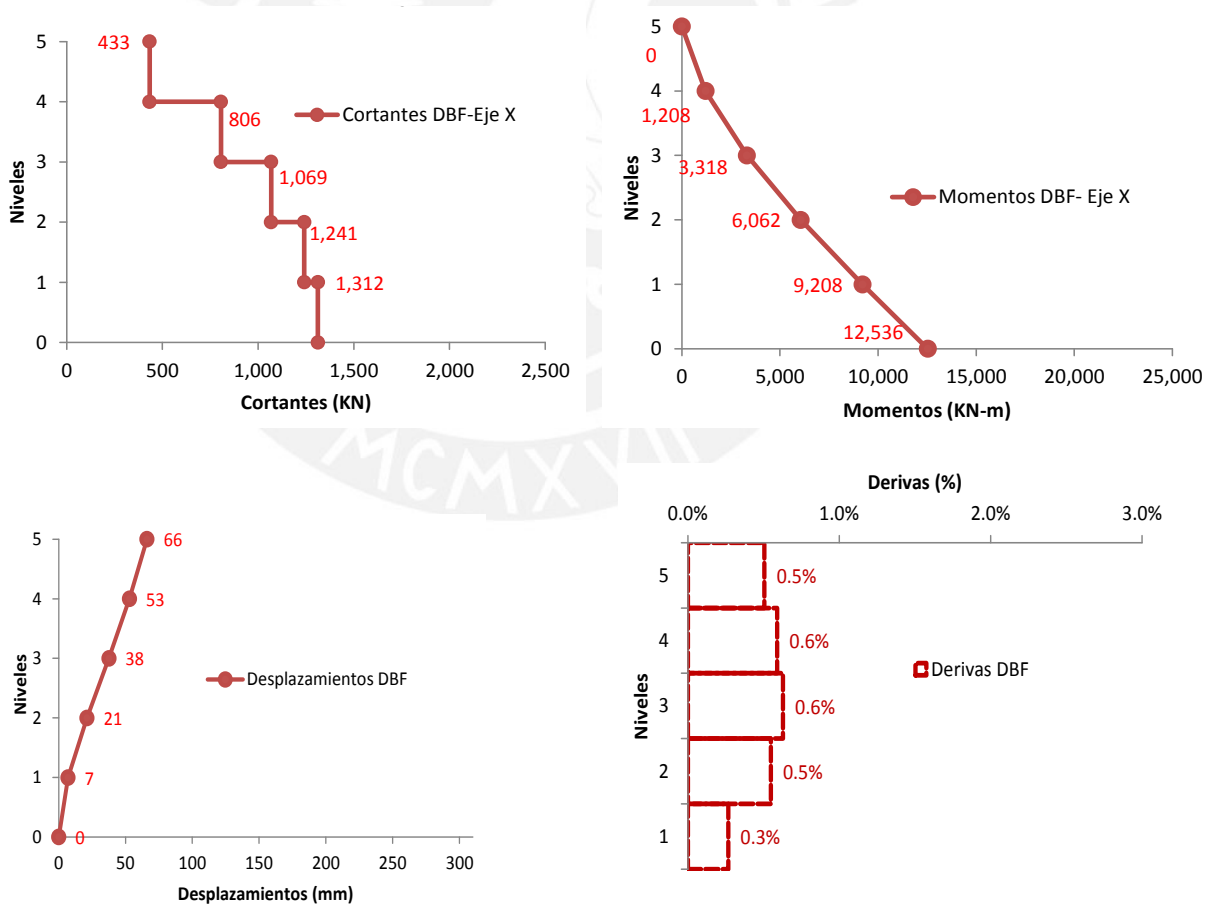 5
433
4
806
Cortantes DBF-Eje X
3
1,069
Niveles
2
1,241
1
1,312
0
0 500 1,000 1,500 2,000 2,500
Cortantes (KN)
5
0
4
1,208
3
3,318
Niveles
Momentos DBF- Eje X
2
6,062
1
9,208
12,536
0
0 5,000 10,000 15,000 20,000 25,000
Momentos (KN-m)
MCMXVII
5
66
4
53
3
38
Niveles
Desplazamientos DBF
2
21
1
7
0
0
0 50 100 150 200 250 300
Desplazamientos (mm)
Derivas (%)
0.0% 1.0% 2.0% 3.0%
5
0.5%
4
0.6%
Derivas DBF
Niveles
3
0.6%
2
0.5%
1
0.3%